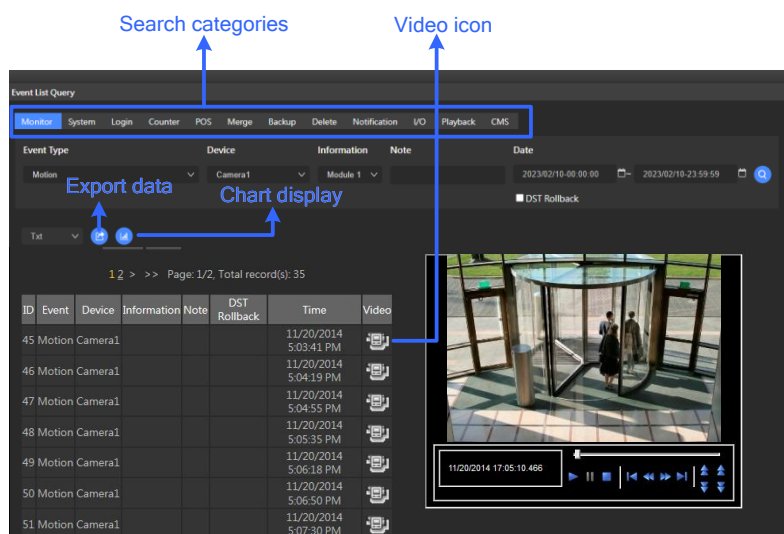 Search categories
Video icon
Event List Query
Monitor System Login Counter POS Merge Backup Delete Notification I/O Playback CMS
Event Type Device Information Note Date
Motion Camera1 Module 1 2023/02/10-00:00:00 – 2023/02/10-23:59:59
Export data
Chart display
DST Rollback
Txt
1 2 > >> Page: 1/2, Total record(s): 35
ID Event Device Information Note DST Rollback Time Video
45 Motion Camera1 11/20/2014 5:03:41 PM
46 Motion Camera1 11/20/2014 5:04:19 PM
47 Motion Camera1 11/20/2014 5:04:55 PM
48 Motion Camera1 11/20/2014 5:05:35 PM
49 Motion Camera1 11/20/2014 5:06:18 PM
50 Motion Camera1 11/20/2014 5:06:50 PM
51 Motion Camera1 11/20/2014 5:07:30 PM
11/20/2014 17:05:10.466